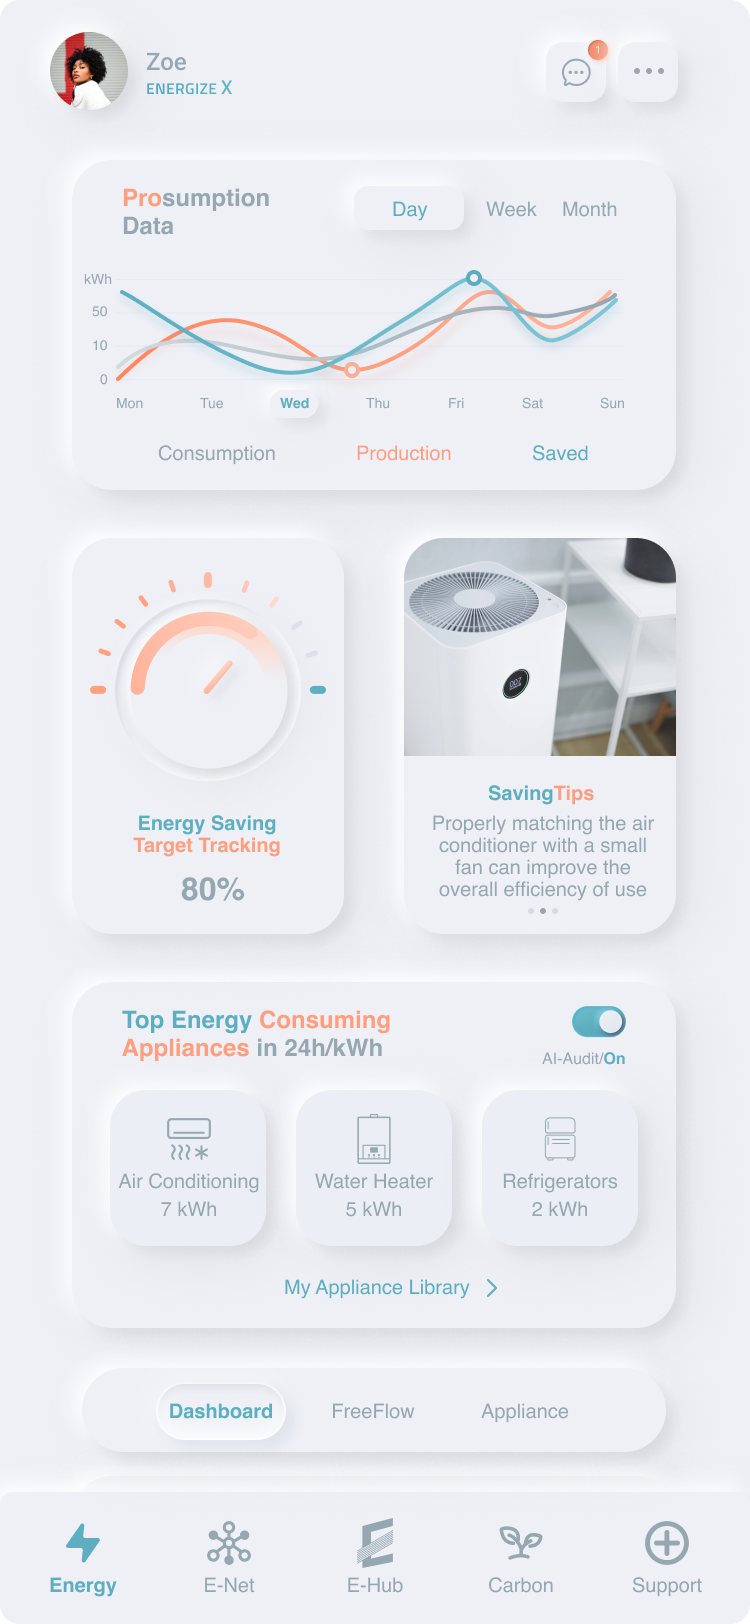 Zoe
ENERGIZE X
1
Prosumption
Data
Day Week Month
kWh
50
10
0
Mon Tue Wed Thu Fri Sat Sun
Consumption Production Saved
Energy Saving
Target Tracking
80%
007
SavingTips
Properly matching the air
conditioner with a small
fan can improve the
overall efficiency of use
Top Energy Consuming
Appliances in 24h/kWh
AI-Audit/On
Air Conditioning
7 kWh
Water Heater
5 kWh
Refrigerators
2 kWh
My Appliance Library
Dashboard FreeFlow Appliance
Energy E-Net E-Hub Carbon Support